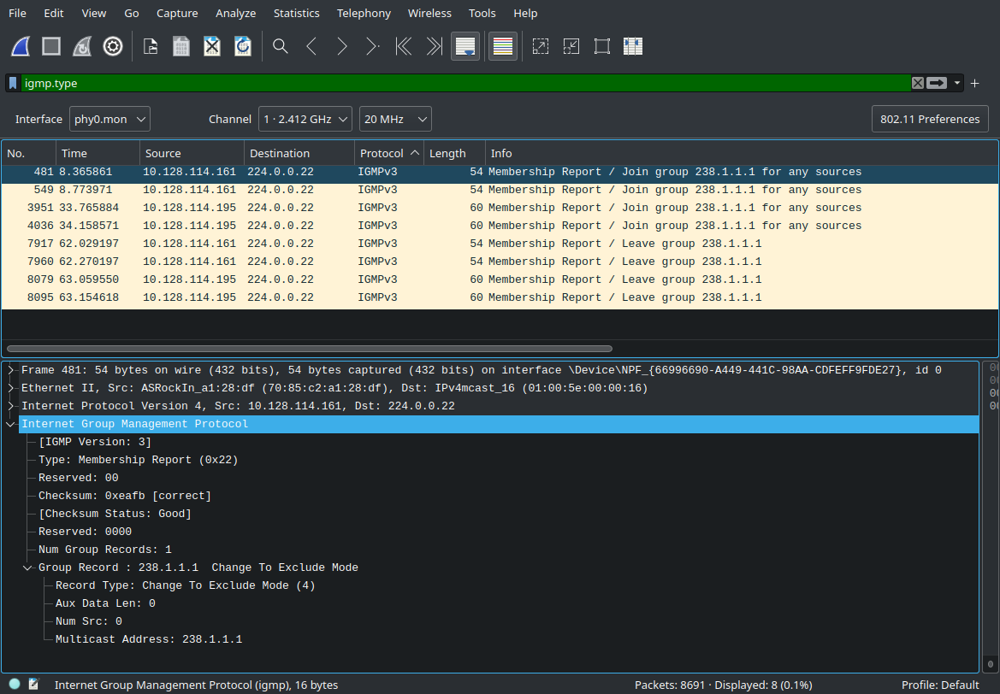 File Edit View Go Capture Analyze Statistics Telephony Wireless Tools Help
igmp.type
Interface phy0.mon Channel 1 · 2.412 GHz 20 MHz 802.11 Preferences
No. Time Source Destination Protocol Length Info
481 8.365861 10.128.114.161 224.0.0.22 IGMPv3 54 Membership Report / Join group 238.1.1.1 for any sources
549 8.773971 10.128.114.161 224.0.0.22 IGMPv3 54 Membership Report / Join group 238.1.1.1 for any sources
3951 33.765884 10.128.114.195 224.0.0.22 IGMPv3 60 Membership Report / Join group 238.1.1.1 for any sources
4036 34.158571 10.128.114.195 224.0.0.22 IGMPv3 60 Membership Report / Join group 238.1.1.1 for any sources
7917 62.029197 10.128.114.161 224.0.0.22 IGMPv3 54 Membership Report / Leave group 238.1.1.1
7960 62.270197 10.128.114.161 224.0.0.22 IGMPv3 54 Membership Report / Leave group 238.1.1.1
8079 63.059550 10.128.114.195 224.0.0.22 IGMPv3 60 Membership Report / Leave group 238.1.1.1
8095 63.154618 10.128.114.195 224.0.0.22 IGMPv3 60 Membership Report / Leave group 238.1.1.1
Frame 481: 54 bytes on wire (432 bits), 54 bytes captured (432 bits) on interface \Device\NPF_{66996690-A449-441C-98AA-CDFEFF9FDE27}, id 0
Ethernet II, Src: ASRockIn_a1:28:df (70:85:c2:a1:28:df), Dst: IPv4mcast_16 (01:00:5e:00:00:16)
Internet Protocol Version 4, Src: 10.128.114.161, Dst: 224.0.0.22
Internet Group Management Protocol
[IGMP Version: 3]
Type: Membership Report (0x22)
Reserved: 00
Checksum: 0xeafb [correct]
[Checksum Status: Good]
Reserved: 0000
Num Group Records: 1
Group Record : 238.1.1.1  Change To Exclude Mode
Record Type: Change To Exclude Mode (4)
Aux Data Len: 0
Num Src: 0
Multicast Address: 238.1.1.1
Internet Group Management Protocol (igmp), 16 bytes Packets: 8691 · Displayed: 8 (0.1%) Profile: Default